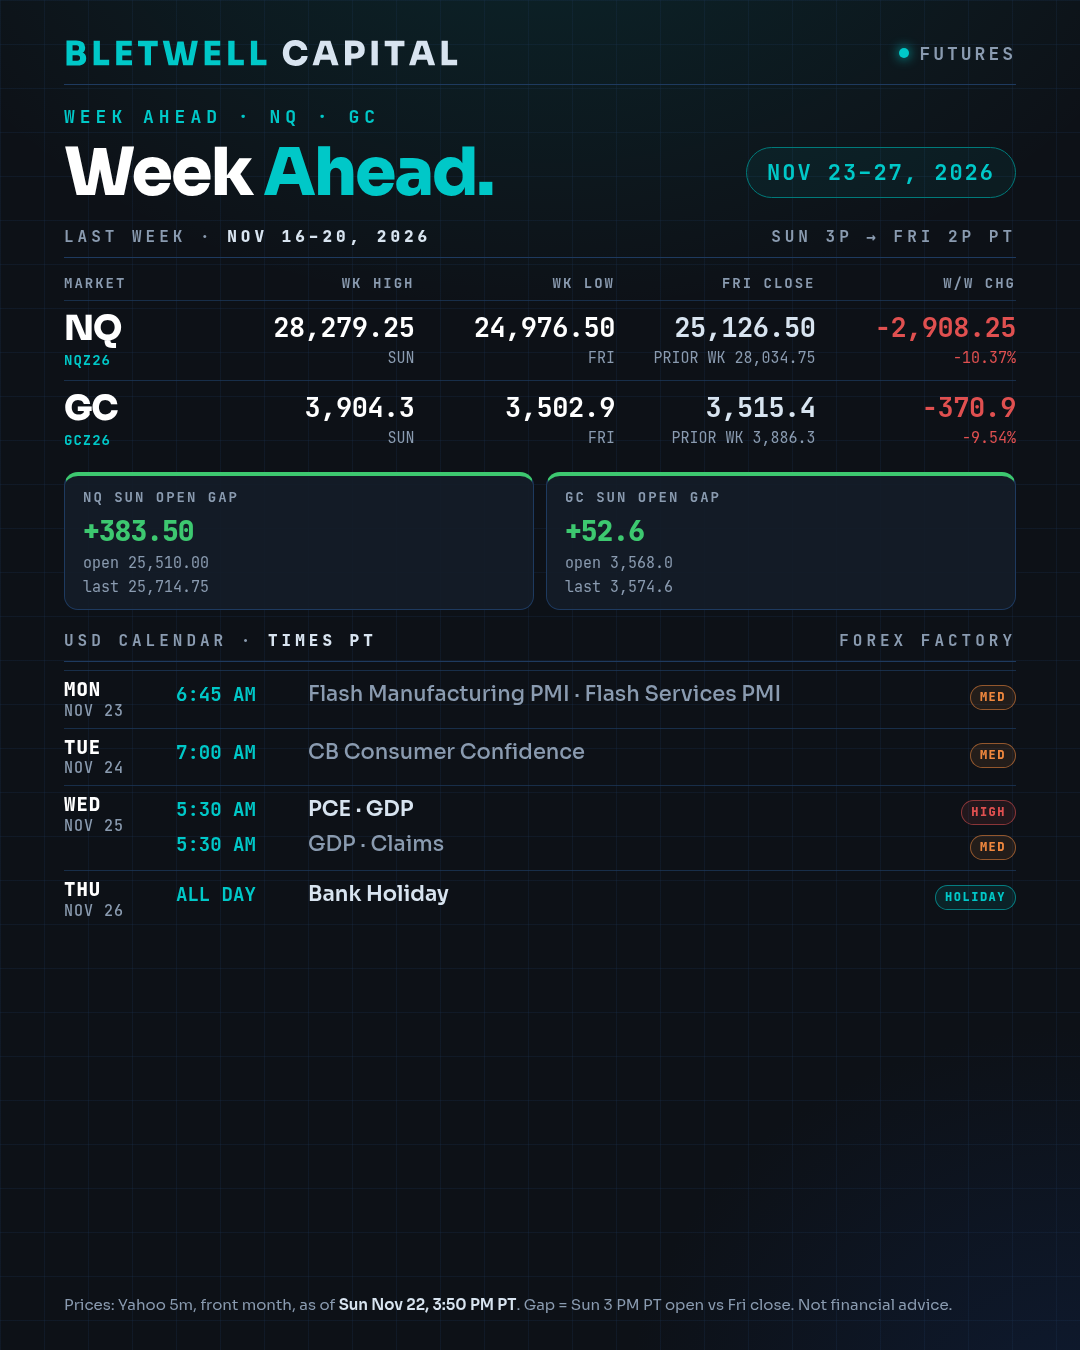 BLETWELL CAPITAL
FUTURES
WEEK AHEAD · NQ · GC
Week Ahead.
NOV 23–27, 2026
LAST WEEK · NOV 16–20, 2026
SUN 3P → FRI 2P PT
MARKET WK HIGH WK LOW FRI CLOSE W/W CHG
NQ 28,279.25 24,976.50 25,126.50 -2,908.25
NQZ26 SUN FRI PRIOR WK 28,034.75 -10.37%
GC 3,904.3 3,502.9 3,515.4 -370.9
GCZ26 SUN FRI PRIOR WK 3,886.3 -9.54%
NQ SUN OPEN GAP
+383.50
open 25,510.00
last 25,714.75
GC SUN OPEN GAP
+52.6
open 3,568.0
last 3,574.6
USD CALENDAR · TIMES PT
FOREX FACTORY
MON 6:45 AM Flash Manufacturing PMI · Flash Services PMI MED
NOV 23
TUE 7:00 AM CB Consumer Confidence MED
NOV 24
WED 5:30 AM PCE · GDP HIGH
NOV 25
5:30 AM GDP · Claims MED
THU ALL DAY Bank Holiday HOLIDAY
NOV 26
Prices: Yahoo 5m, front month, as of Sun Nov 22, 3:50 PM PT. Gap = Sun 3 PM PT open vs Fri close. Not financial advice.